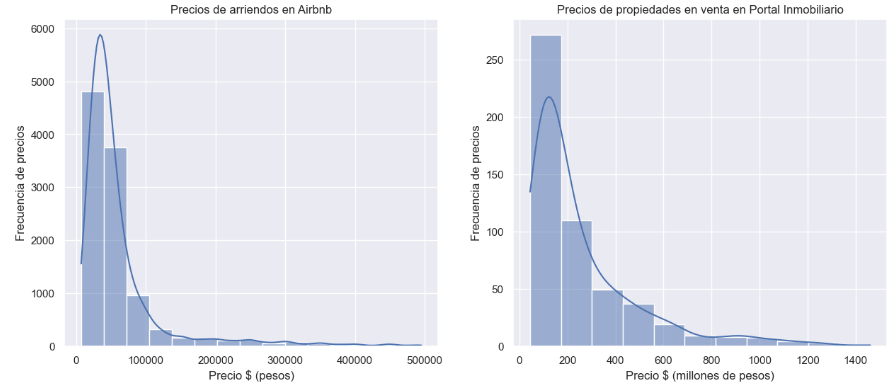 Precios de arriendos en Airbnb
6000
5000
4000
3000
2000
1000
0
Frecuencia de precios
0 100000 200000 300000 400000 500000
Precio $ (pesos)
Precios de propiedades en venta en Portal Inmobiliario
250
200
150
100
50
0
Frecuencia de precios
0 200 400 600 800 1000 1200 1400
Precio $ (millones de pesos)